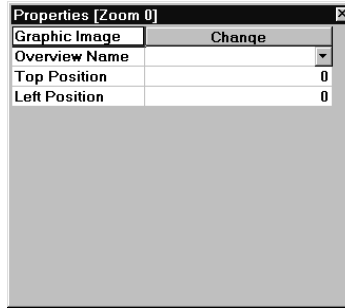 Properties [Zoom 0]
Graphic Image Change
Overview Name
Top Position 0
Left Position 0